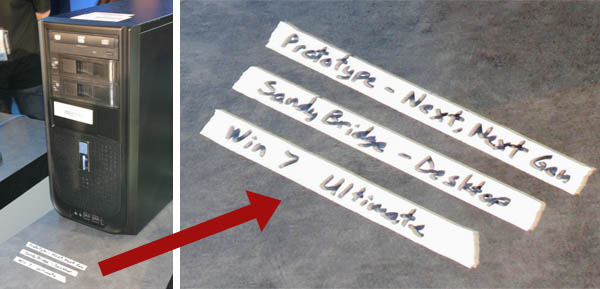 Prototype - Next, Next Gen
Sandy Bridge - Desktop
Win 7 Ultimate